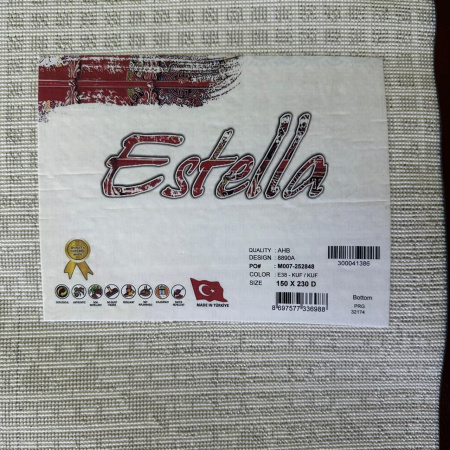 Estella
QUALITY : AHB
DESIGN : 8890A
PO# : M007-252848
COLOR : E38 - KUF / KUF
SIZE : 150 X 230 D
300041386
Bottom
PRG
32174
MADE IN TÜRKİYE
8 697577 336988